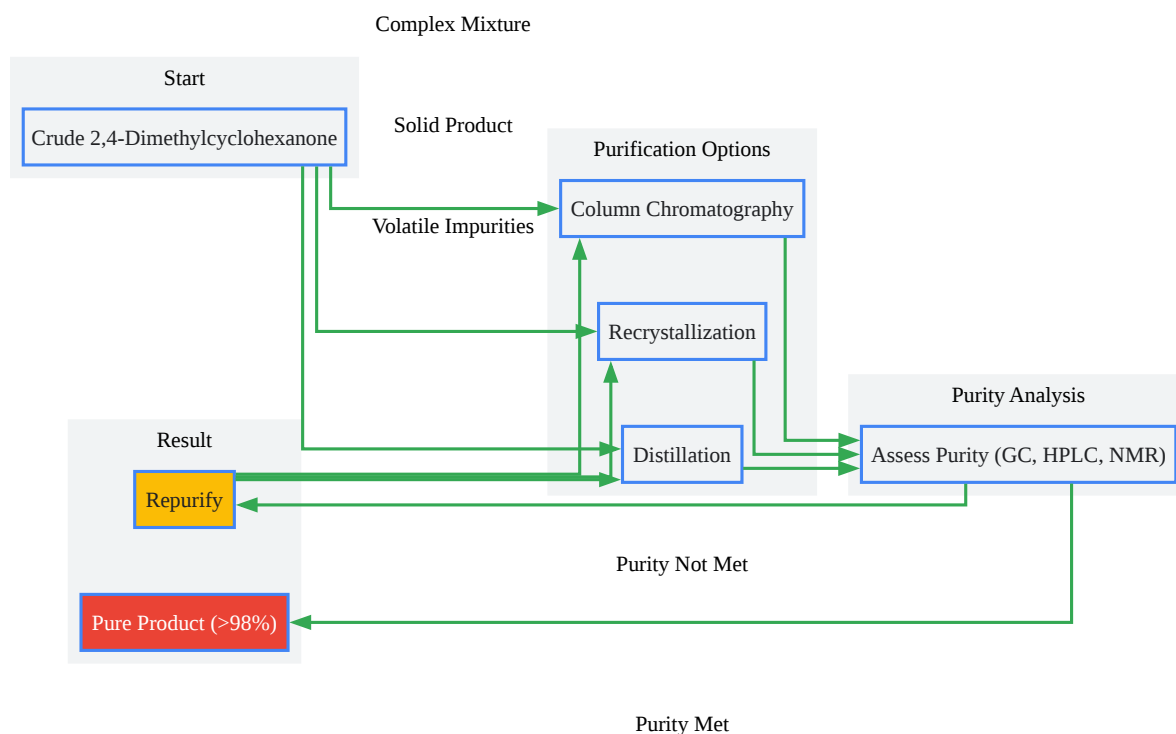 Complex Mixture
Start
Crude 2,4-Dimethylcyclohexanone
Solid Product
Purification Options
Column Chromatography
Volatile Impurities
Recrystallization
Purity Analysis
Result
Distillation
Assess Purity (GC, HPLC, NMR)
Repurify
Purity Not Met
Pure Product (>98%)
Purity Met